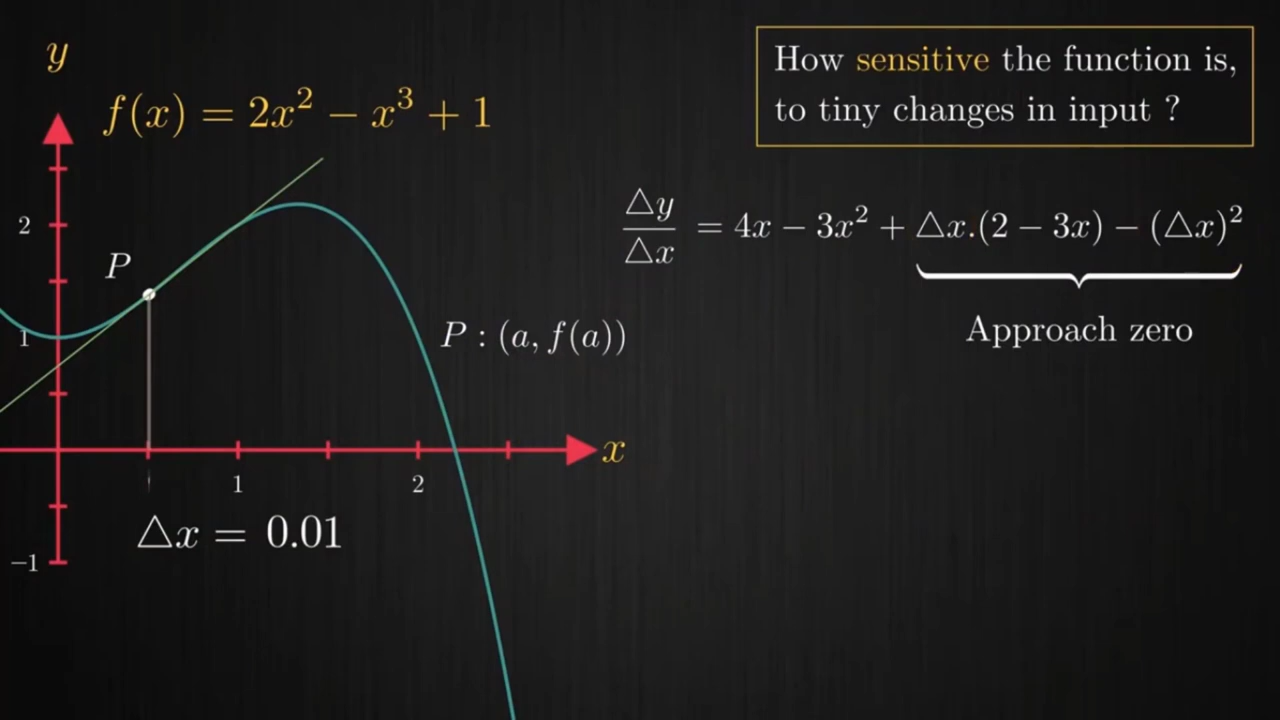 y
f(x) = 2x² − x³ + 1
How sensitive the function is,
to tiny changes in input ?
△y/△x = 4x − 3x² + △x.(2 − 3x) − (△x)²
Approach zero
2
P
1
P : (a, f(a))
x
1 2
△x = 0.01
−1